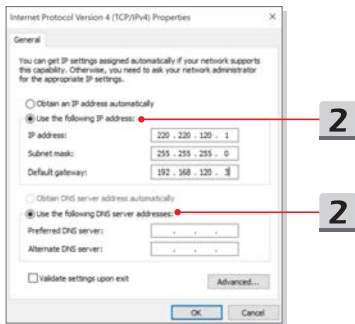 Internet Protocol Version 4 (TCP/IPv4) Properties
General
You can get IP settings assigned automatically if your network supports
this capability. Otherwise, you need to ask your network administrator
for the appropriate IP settings.
Obtain an IP address automatically
Use the following IP address:
2
IP address: 220 . 220 . 120 . 1
Subnet mask: 255 . 255 . 255 . 0
Default gateway: 192 . 168 . 120 . 3
Obtain DNS server address automatically
Use the following DNS server addresses:
2
Preferred DNS server: . . .
Alternate DNS server: . . .
Validate settings upon exit
Advanced...
OK Cancel